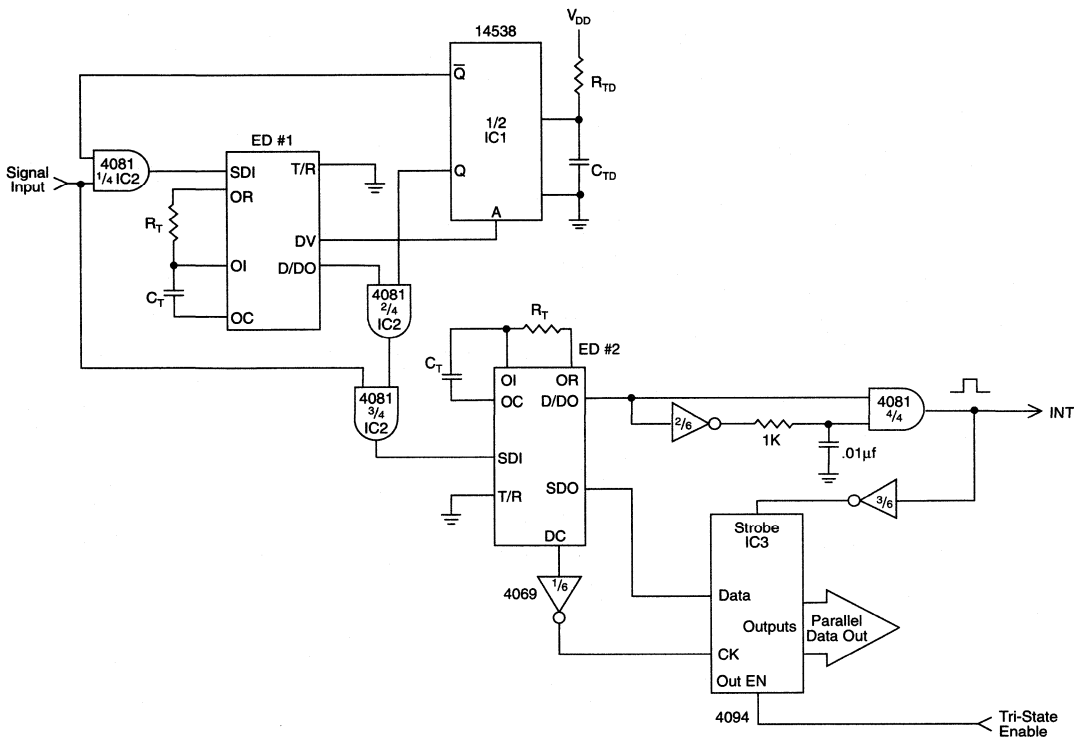 V_DD
14538
R_TD
Q̅
1/2
IC1
ED #1
4081
1/4 IC2
Signal
Input
SDI
T/R
Q
C_TD
OR
R_T
A
DV
OI
D/DO
C_T
4081
2/4
IC2
OC
R_T
ED #2
C_T
OI
OR
4081
3/4
IC2
OC
D/DO
4081
4/4
INT
2/6
1K
.01µf
SDI
SDO
T/R
3/6
Strobe
IC3
DC
4069
1/6
Data
Outputs
Parallel
Data Out
CK
Out EN
4094
Tri-State
Enable